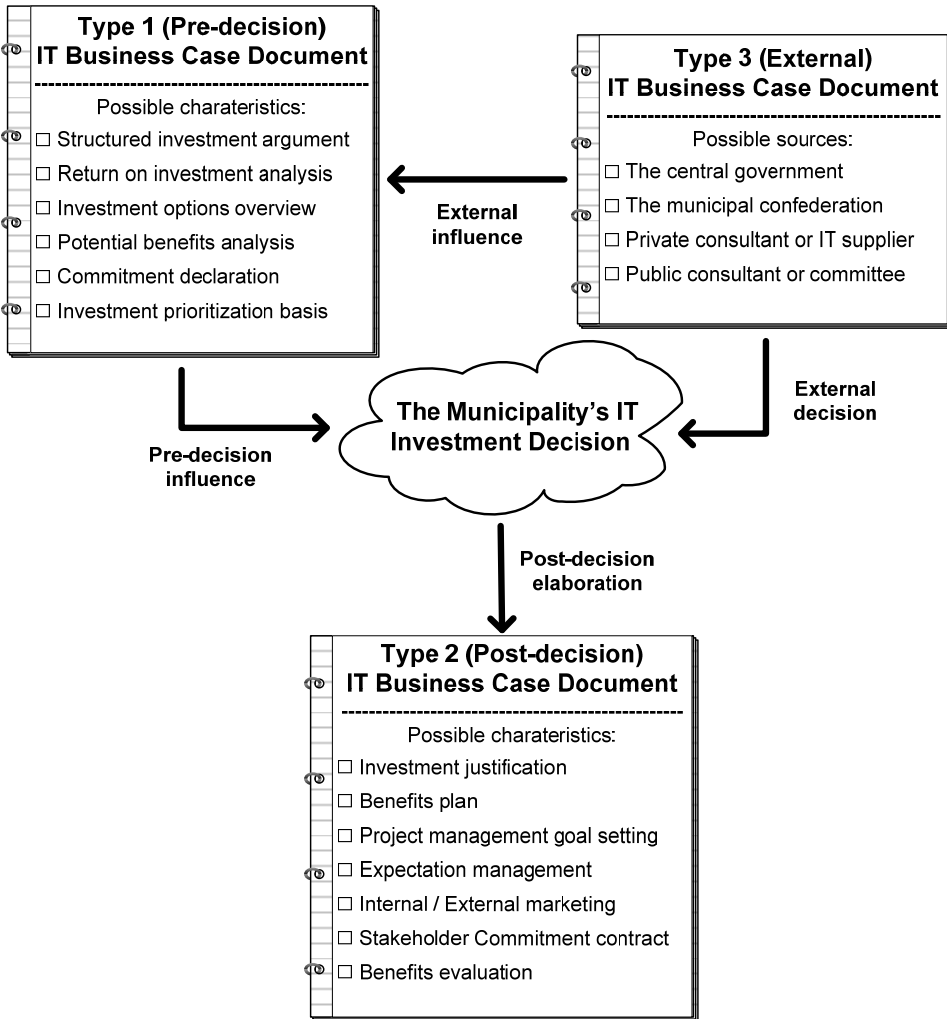 Type 1 (Pre-decision)
IT Business Case Document
Possible charateristics:
☐ Structured investment argument
☐ Return on investment analysis
☐ Investment options overview
☐ Potential benefits analysis
☐ Commitment declaration
☐ Investment prioritization basis
Type 3 (External)
IT Business Case Document
Possible sources:
☐ The central government
☐ The municipal confederation
☐ Private consultant or IT supplier
☐ Public consultant or committee
External
influence
External
decision
The Municipality's IT
Investment Decision
Pre-decision
influence
Post-decision
elaboration
Type 2 (Post-decision)
IT Business Case Document
Possible charateristics:
☐ Investment justification
☐ Benefits plan
☐ Project management goal setting
☐ Expectation management
☐ Internal / External marketing
☐ Stakeholder Commitment contract
☐ Benefits evaluation